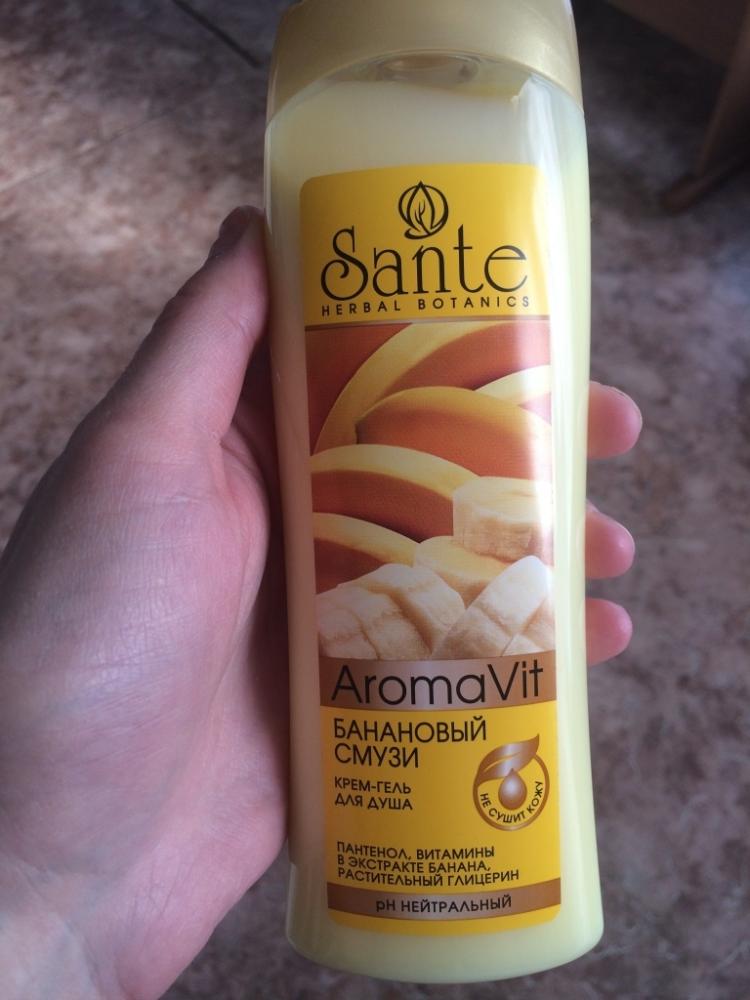 Sante
HERBAL BOTANICS
AromaVit
БАНАНОВЫЙ
СМУЗИ
КРЕМ-ГЕЛЬ
ДЛЯ ДУША
НЕ СУШИТ КОЖУ
ПАНТЕНОЛ, ВИТАМИНЫ
В ЭКСТРАКТЕ БАНАНА,
РАСТИТЕЛЬНЫЙ ГЛИЦЕРИН
pH НЕЙТРАЛЬНЫЙ